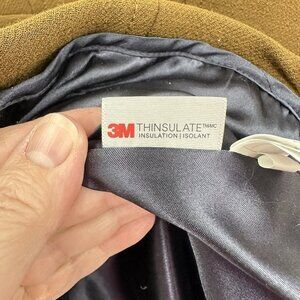 3M THINSULATE™MC
INSULATION | ISOLANT